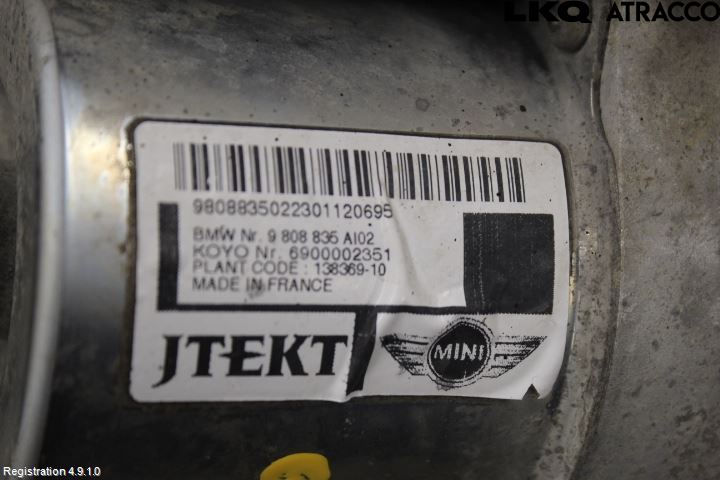 LKQ ATRACCO
9808835022301120695
BMW Nr. 9 808 835 AI02
KOYO Nr. 6900002351
PLANT CODE : 138369-10
MADE IN FRANCE
JTEKT
MINI
Registration 4.9.1.0